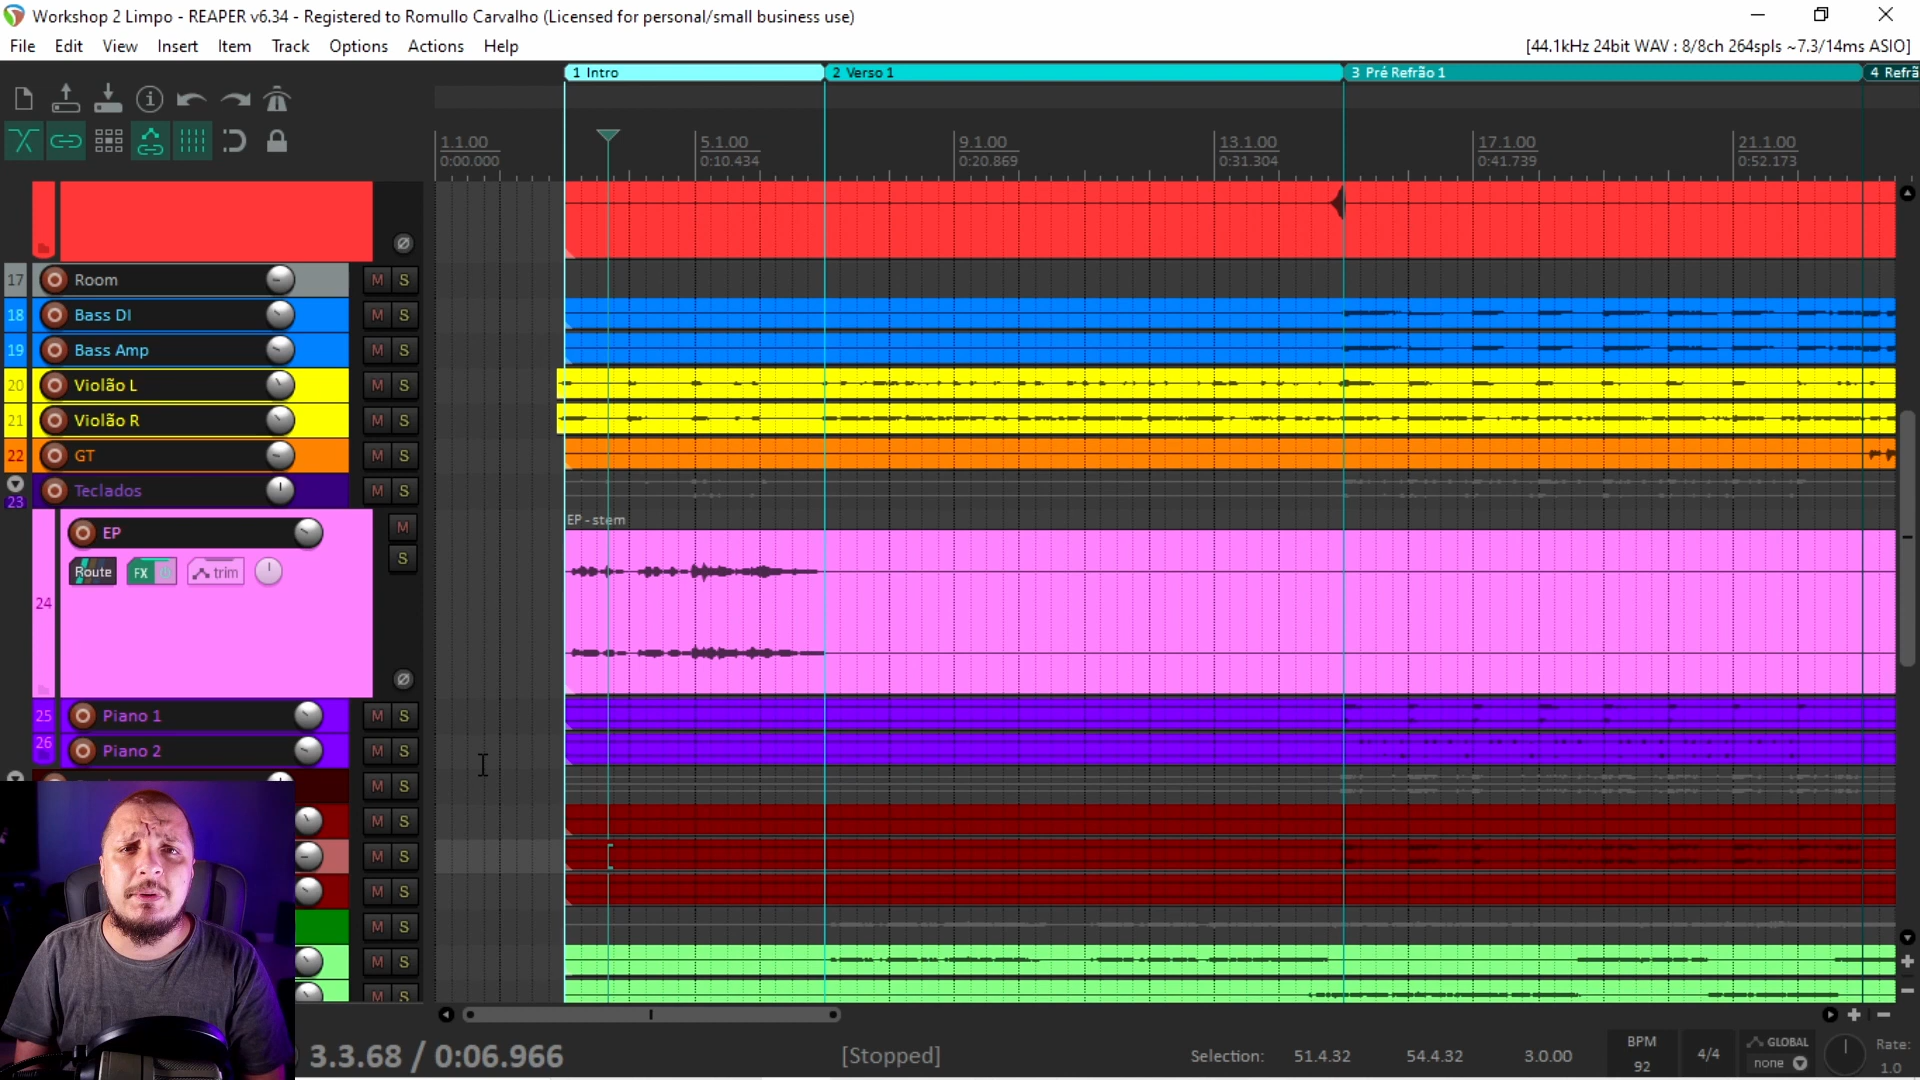 Workshop 2 Limpo - REAPER v6.34 - Registered to Romullo Carvalho (Licensed for personal/small business use)
File Edit View Insert Item Track Options Actions Help
[44.1kHz 24bit WAV : 8/8ch 264spls ~7.3/14ms ASIO]
1 Intro
2 Verso 1
3 Pré Refrão 1
4 Refrã
1.1.00
0:00.000
5.1.00
0:10.434
9.1.00
0:20.869
13.1.00
0:31.304
17.1.00
0:41.739
21.1.00
0:52.173
17 Room M S
18 Bass DI M S
19 Bass Amp M S
20 Violão L M S
21 Violão R M S
22 GT M S
23 Teclados M S
EP - stem
24 EP M
S
Route FX trim
25 Piano 1 M S
26 Piano 2 M S
M S
M S
M S
M S
M S
M S
M S
3.3.68 / 0:06.966
[Stopped]
Selection: 51.4.32 54.4.32 3.0.00
BPM
92
4/4
GLOBAL
none
Rate:
1.0